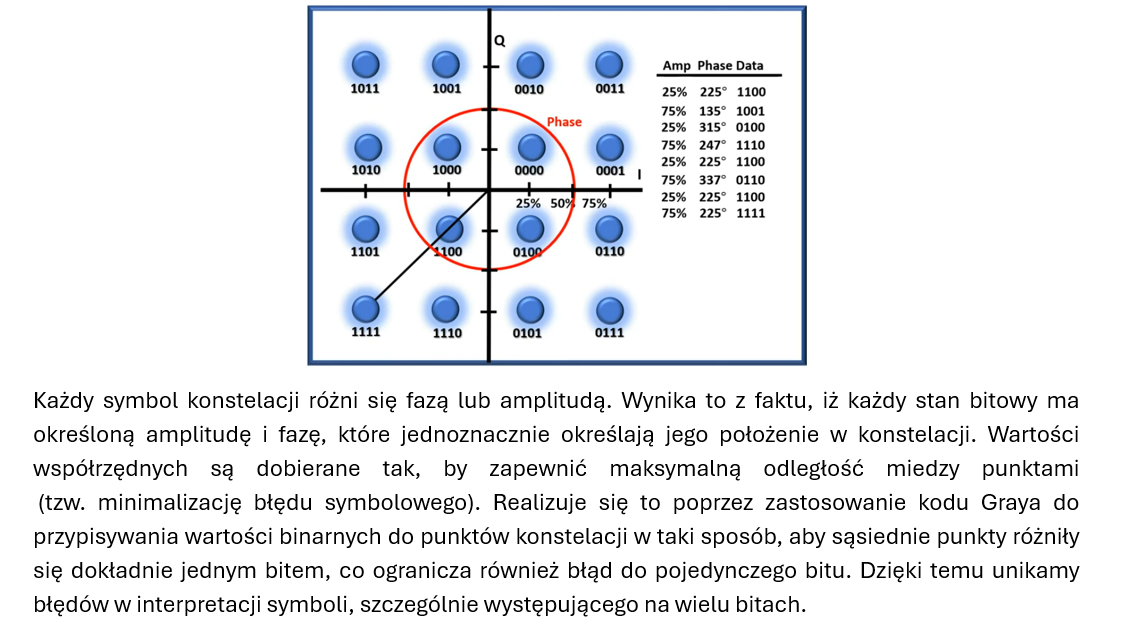 Q
1011 1001 0010 0011
Phase
1010 1000 0000 0001 I
25% 50% 75%
1101 1100 0100 0110
1111 1110 0101 0111
Amp Phase Data
25% 225° 1100
75% 135° 1001
25% 315° 0100
75% 247° 1110
25% 225° 1100
75% 337° 0110
25% 225° 1100
75% 225° 1111
Każdy symbol konstelacji różni się fazą lub amplitudą. Wynika to z faktu, iż każdy stan bitowy ma
określoną amplitudę i fazę, które jednoznacznie określają jego położenie w konstelacji. Wartości
współrzędnych są dobierane tak, by zapewnić maksymalną odległość miedzy punktami
(tzw. minimalizację błędu symbolowego). Realizuje się to poprzez zastosowanie kodu Graya do
przypisywania wartości binarnych do punktów konstelacji w taki sposób, aby sąsiednie punkty różniły
się dokładnie jednym bitem, co ogranicza również błąd do pojedynczego bitu. Dzięki temu unikamy
błędów w interpretacji symboli, szczególnie występującego na wielu bitach.